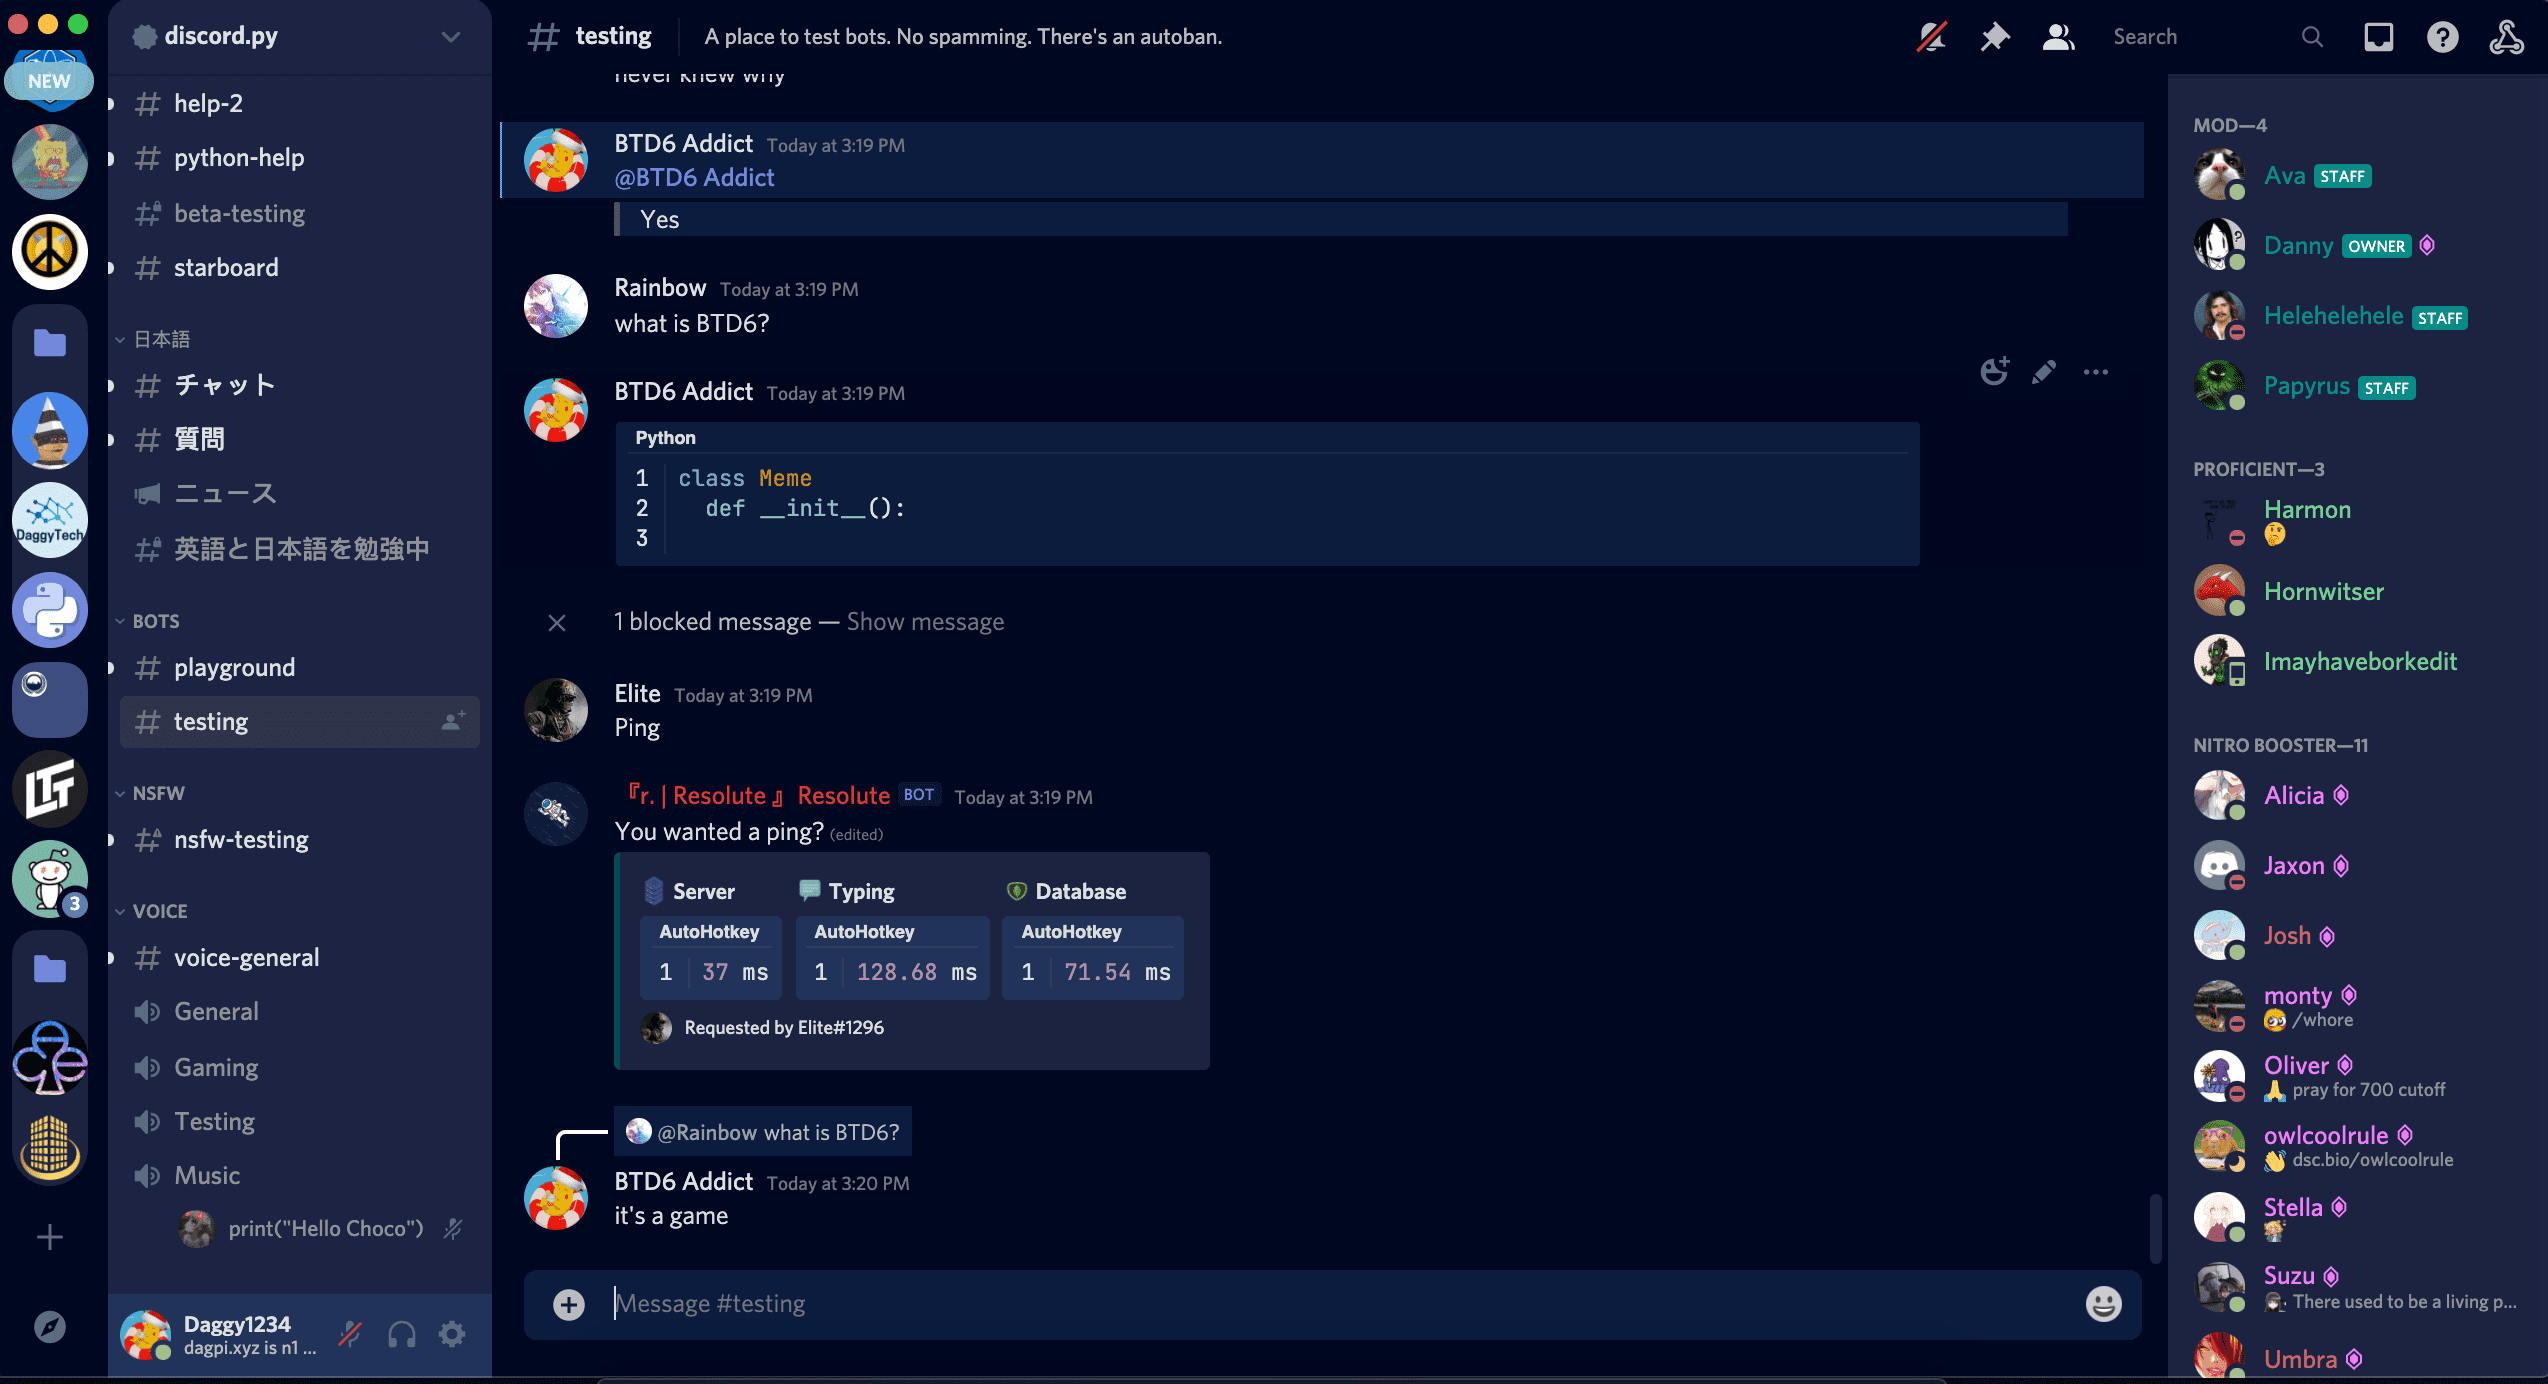 NEW
DaggyTech
3
discord.py
help-2
python-help
beta-testing
starboard
日本語
チャット
質問
ニュース
英語と日本語を勉強中
BOTS
playground
testing
NSFW
nsfw-testing
VOICE
voice-general
General
Gaming
Testing
Music
print("Hello Choco")
Daggy1234
dagpi.xyz is n1 ...
testing
A place to test bots. No spamming. There's an autoban.
Search
never knew why
BTD6 Addict Today at 3:19 PM
@BTD6 Addict
Yes
Rainbow Today at 3:19 PM
what is BTD6?
BTD6 Addict Today at 3:19 PM
Python
1 class Meme
2 def __init__():
3
1 blocked message — Show message
Elite Today at 3:19 PM
Ping
『r. | Resolute 』 Resolute BOT Today at 3:19 PM
You wanted a ping? (edited)
Server Typing Database
AutoHotkey AutoHotkey AutoHotkey
1 37 ms 1 128.68 ms 1 71.54 ms
Requested by Elite#1296
@Rainbow what is BTD6?
BTD6 Addict Today at 3:20 PM
it's a game
Message #testing
MOD—4
Ava STAFF
Danny OWNER
Helehelehele STAFF
Papyrus STAFF
PROFICIENT—3
Harmon
Hornwitser
Imayhaveborkedit
NITRO BOOSTER—11
Alicia
Jaxon
Josh
monty
/whore
Oliver
pray for 700 cutoff
owlcoolrule
dsc.bio/owlcoolrule
Stella
Suzu
There used to be a living p...
Umbra